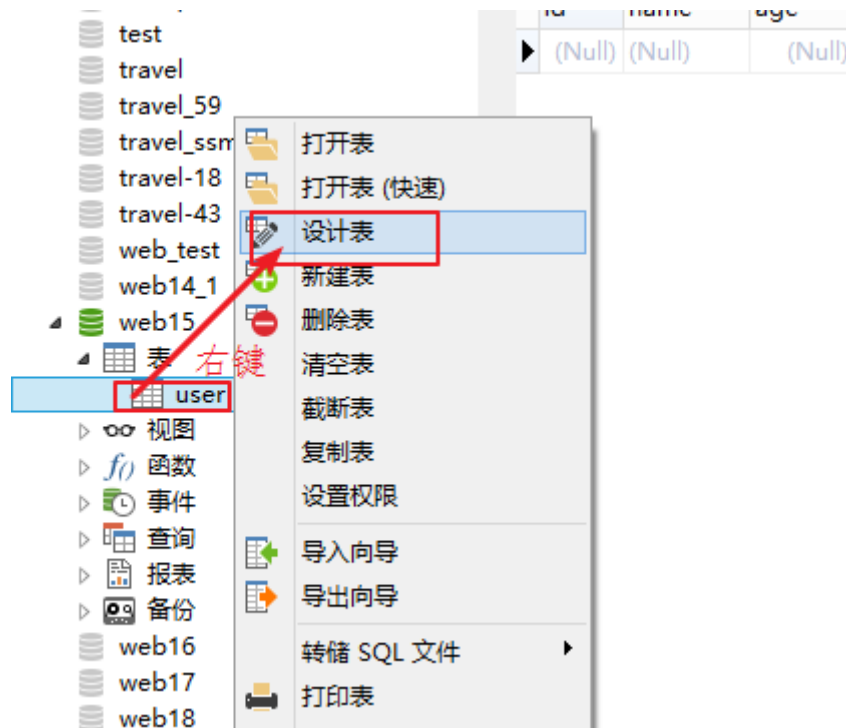 test
travel
travel_59
travel_ssm
travel-18
travel-43
web_test
web14_1
web15
表
user
视图
函数
事件
查询
报表
备份
web16
web17
web18
右键
打开表
打开表 (快速)
设计表
新建表
删除表
清空表
截断表
复制表
设置权限
导入向导
导出向导
转储 SQL 文件
打印表
id name age
(Null) (Null) (Null)